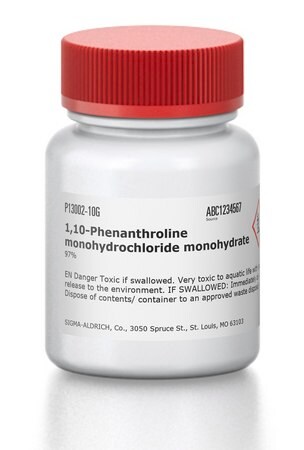 P13002-10G ABC1234567
1,10-Phenanthroline
monohydrochloride monohydrate
97%
EN Danger Toxic if swallowed. Very toxic to aquatic life with
release to the environment. IF SWALLOWED: Immediately
Dispose of contents/ container to an approved waste
SIGMA-ALDRICH, Co., 3050 Spruce St., St. Louis, MO 63103